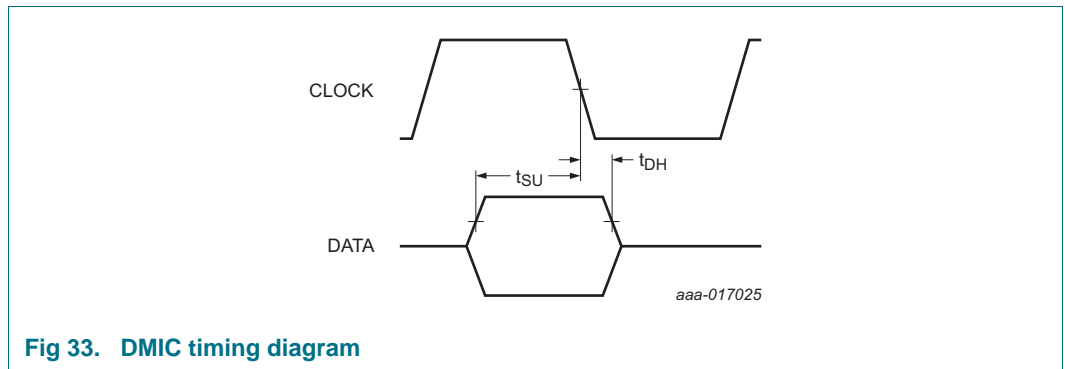 CLOCK
tDH
tSU
DATA
aaa-017025
Fig 33. DMIC timing diagram